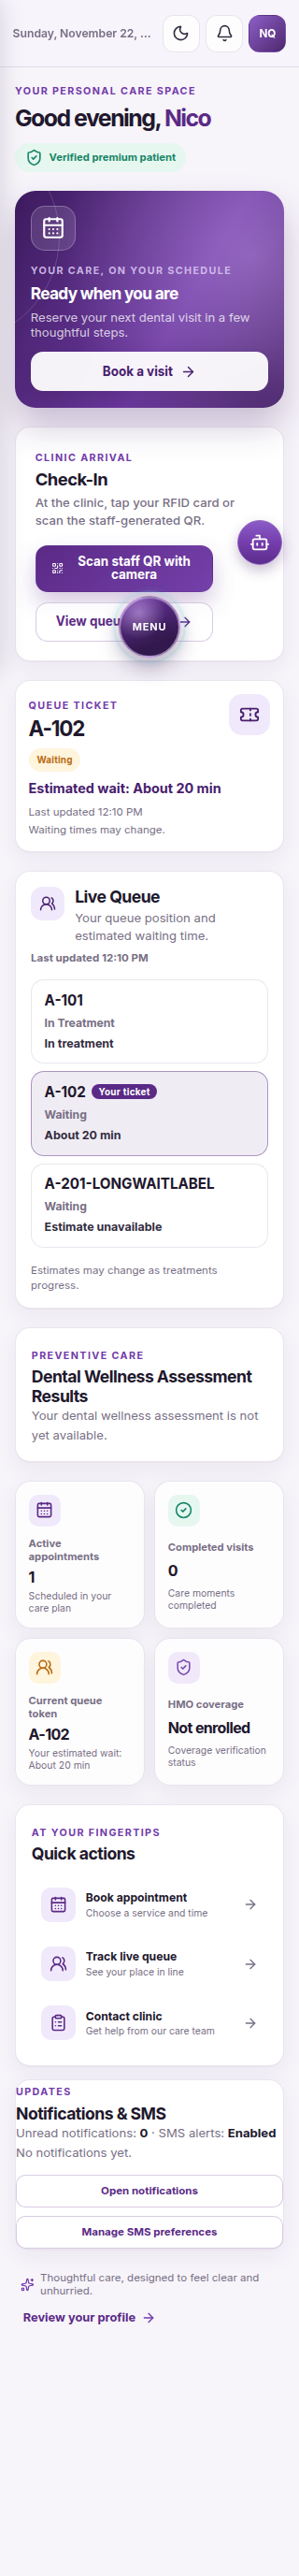 Sunday, November 22, ...
NQ
YOUR PERSONAL CARE SPACE
Good evening, Nico
Verified premium patient
YOUR CARE, ON YOUR SCHEDULE
Ready when you are
Reserve your next dental visit in a few
thoughtful steps.
Book a visit
CLINIC ARRIVAL
Check-In
At the clinic, tap your RFID card or
scan the staff-generated QR.
Scan staff QR with
camera
View
MENU
QUEUE TICKET
A-102
Waiting
Estimated wait: About 20 min
Last updated 12:10 PM
Waiting times may change.
Live Queue
Your queue position and
estimated waiting time.
Last updated 12:10 PM
A-101
In Treatment
In treatment
A-102 Your ticket
Waiting
About 20 min
A-201-LONGWAITLABEL
Waiting
Estimate unavailable
Estimates may change as treatments
progress.
PREVENTIVE CARE
Dental Wellness Assessment
Results
Your dental wellness assessment is not
yet available.
Active
appointments
1
Scheduled in your
care plan
Completed visits
0
Care moments
completed
Current queue
token
A-102
Your estimated wait:
About 20 min
HMO coverage
Not enrolled
Coverage verification
status
AT YOUR FINGERTIPS
Quick actions
Book appointment
Choose a service and time
Track live queue
See your place in line
Contact clinic
Get help from our care team
UPDATES
Notifications & SMS
Unread notifications: 0 · SMS alerts: Enabled
No notifications yet.
Open notifications
Manage SMS preferences
Thoughtful care, designed to feel clear and
unhurried.
Review your profile